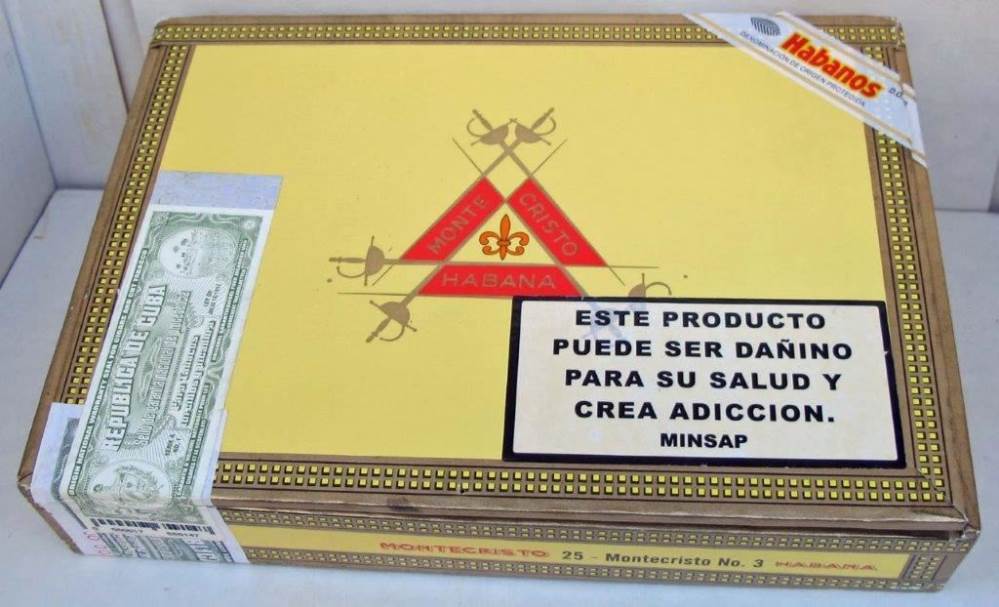 Habanos
DENOMINACIÓN DE ORIGEN PROTEGIDA
D.O.P.
MONTE
CRISTO
HABANA
REPUBLICA DE CUBA
ESTE PRODUCTO
PUEDE SER DAÑINO
PARA SU SALUD Y
CREA ADICCION.
MINSAP
MONTECRISTO 25 - Montecristo No. 3 HABANA